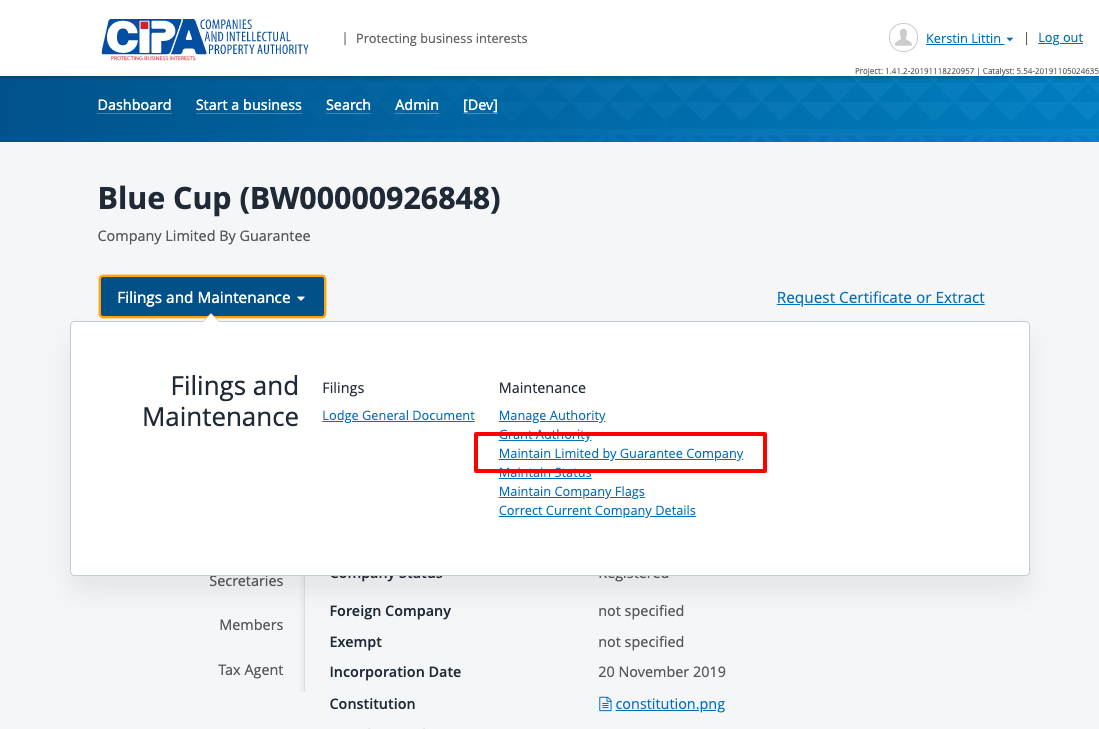 CIPA COMPANIES
AND INTELLECTUAL
PROPERTY AUTHORITY
PROTECTING BUSINESS INTERESTS
| Protecting business interests
Kerstin Littin | Log out
Project: 1.41.2-20191118220957 | Catalyst: 5.54-20191105024635
Dashboard Start a business Search Admin [Dev]
Blue Cup (BW00000926848)
Company Limited By Guarantee
Filings and Maintenance
Request Certificate or Extract
Filings and
Maintenance
Filings
Lodge General Document
Maintenance
Manage Authority
Grant Authority
Maintain Limited by Guarantee Company
Maintain Status
Maintain Company Flags
Correct Current Company Details
Secretaries
Members
Tax Agent
Company Status Registered
Foreign Company not specified
Exempt not specified
Incorporation Date 20 November 2019
Constitution constitution.png